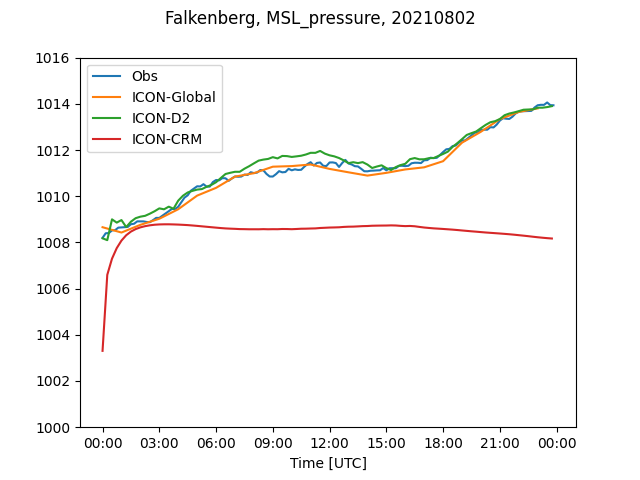 Falkenberg, MSL_pressure, 20210802
1016
1014
1012
1010
1008
1006
1004
1002
1000
Obs
ICON-Global
ICON-D2
ICON-CRM
00:00 03:00 06:00 09:00 12:00 15:00 18:00 21:00 00:00
Time [UTC]